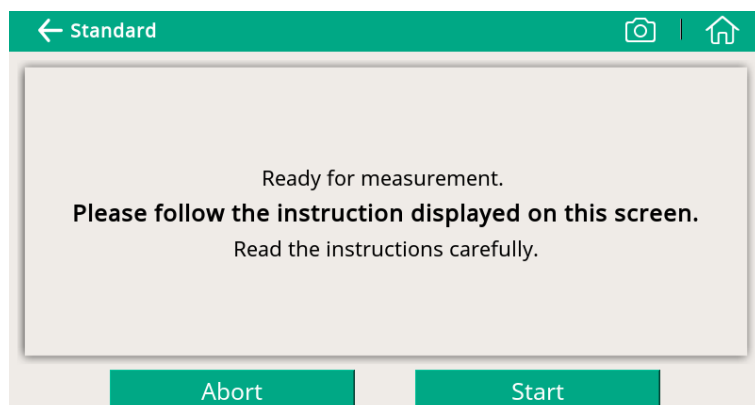 Standard
Ready for measurement.
Please follow the instruction displayed on this screen.
Read the instructions carefully.
Abort
Start